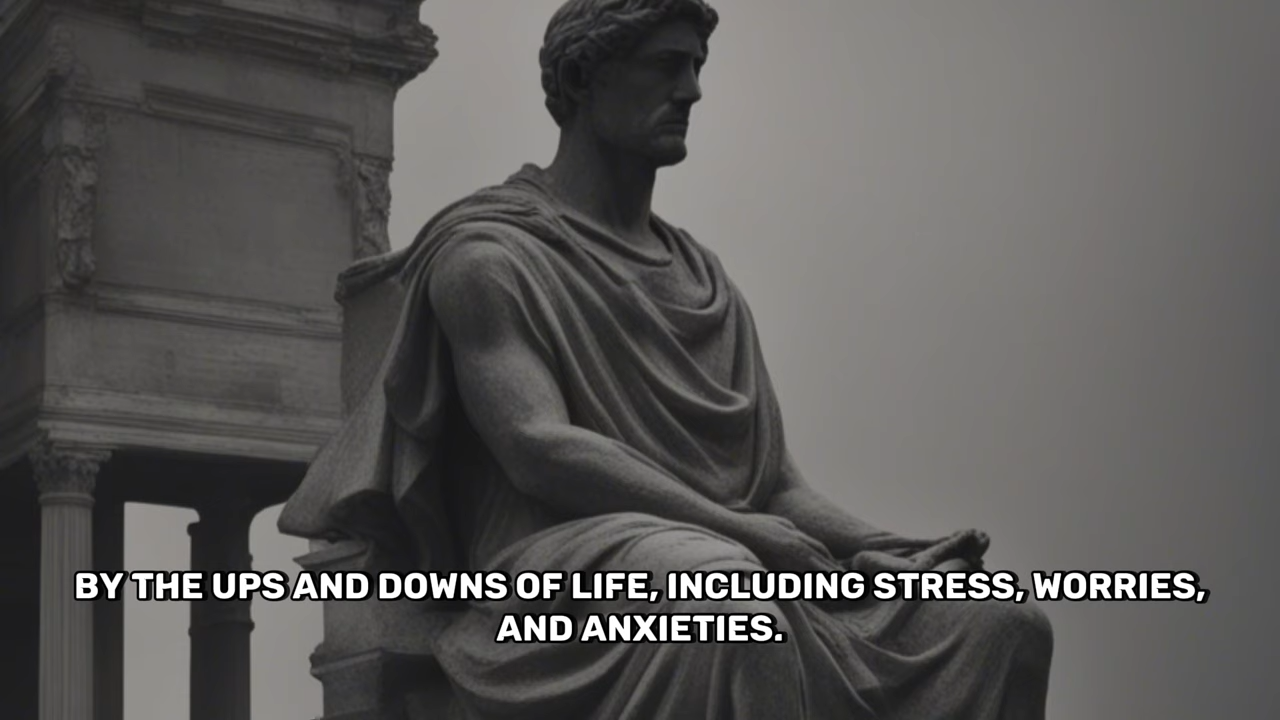 BY THE UPS AND DOWNS OF LIFE, INCLUDING STRESS, WORRIES,
AND ANXIETIES.